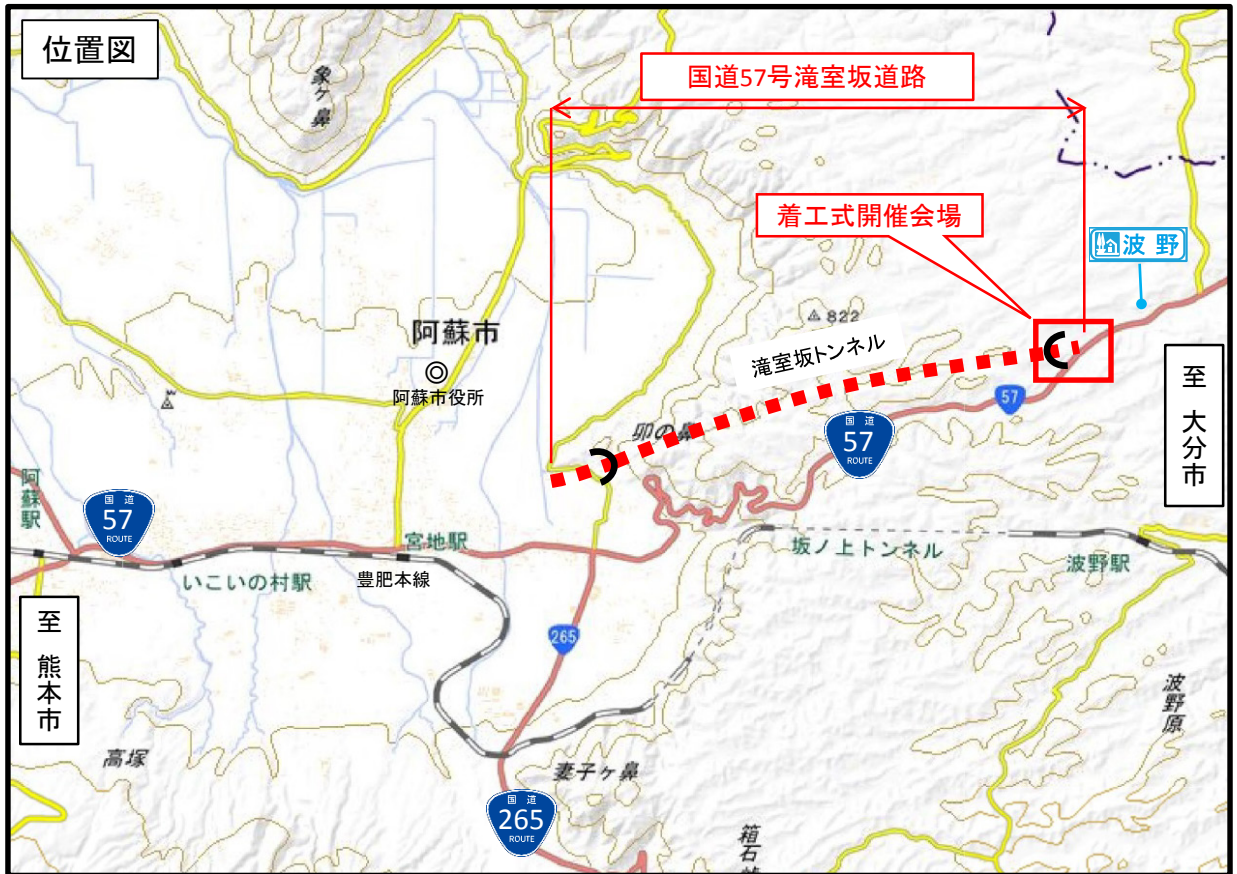 位置図
象ヶ鼻
国道57号滝室坂道路
着工式開催会場
波野
822
阿蘇市
阿蘇市役所
滝室坂トンネル
57
卯の鼻
国道
57
ROUTE
至 大分市
阿蘇駅
国道
57
ROUTE
宮地駅
坂ノ上トンネル
波野駅
いこいの村駅
豊肥本線
265
至 熊本市
波野原
高塚
妻子ヶ鼻
国道
265
ROUTE
箱石